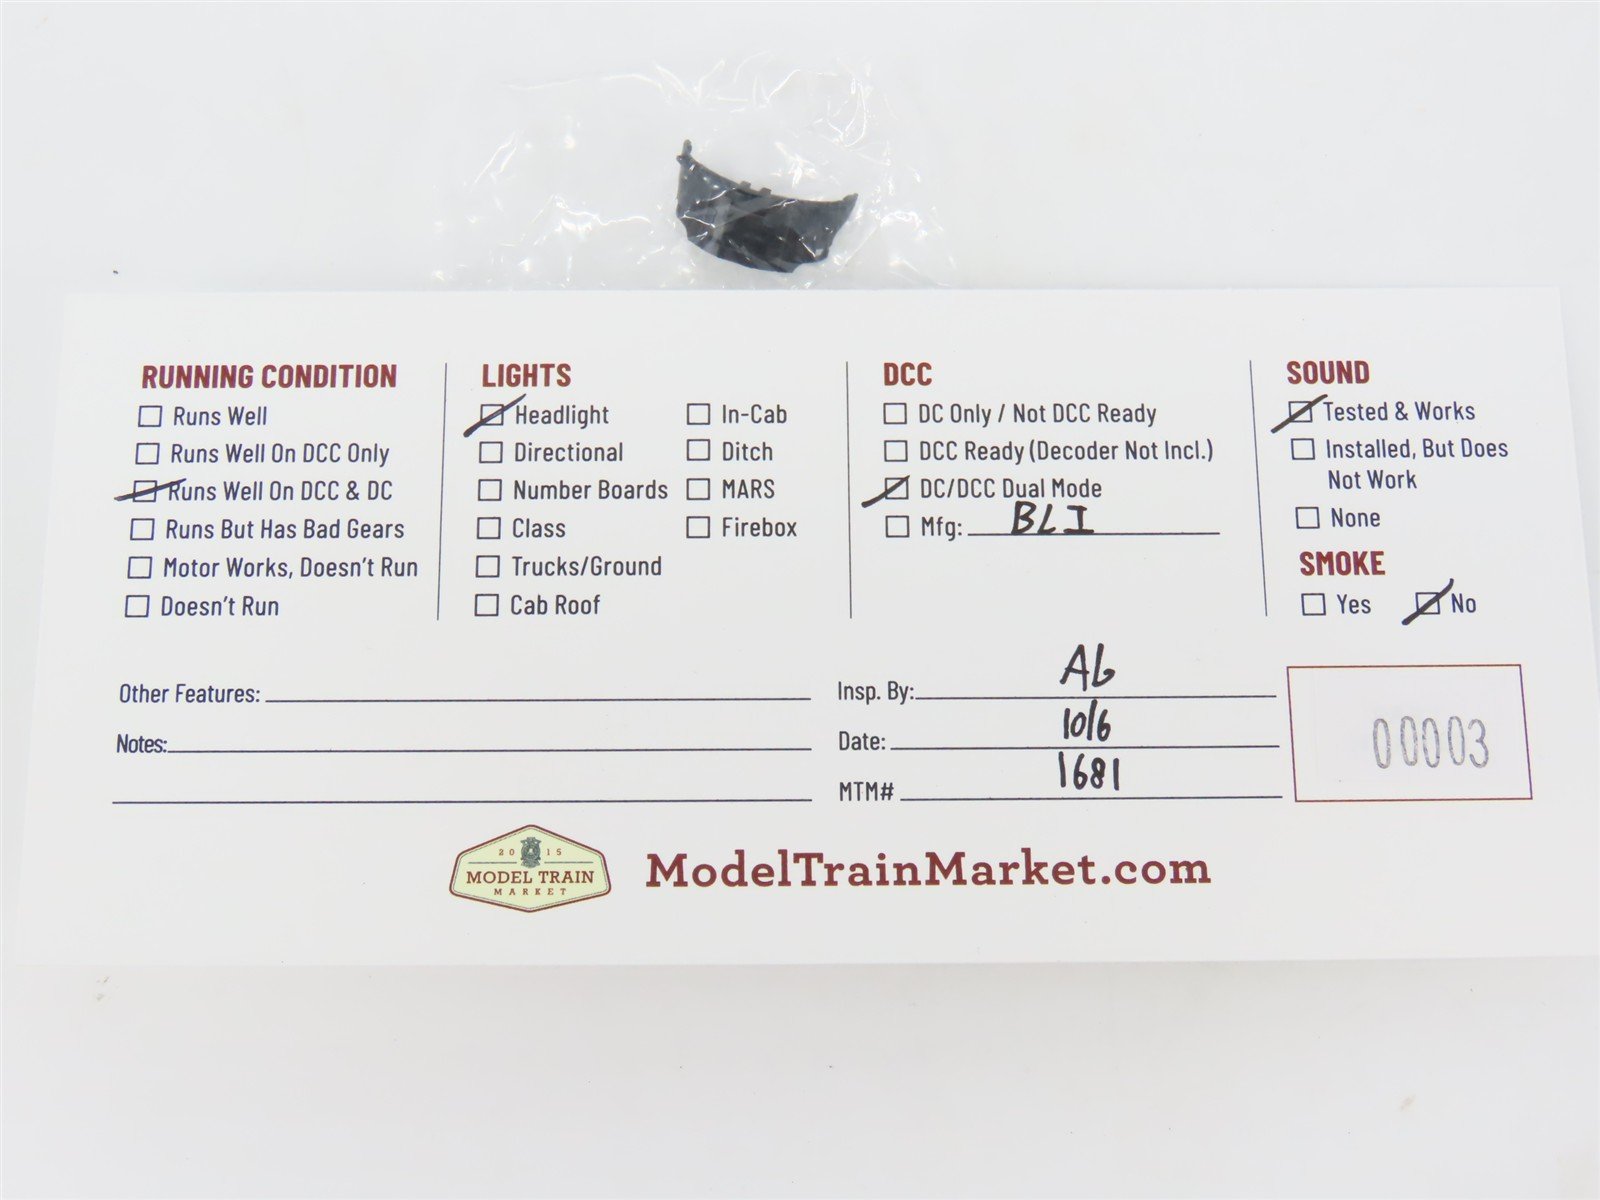 RUNNING CONDITION
Runs Well
Runs Well On DCC Only
Runs Well On DCC & DC
Runs But Has Bad Gears
Motor Works, Doesn't Run
Doesn't Run
LIGHTS
Headlight
Directional
Number Boards
Class
Trucks/Ground
Cab Roof
In-Cab
Ditch
MARS
Firebox
DCC
DC Only / Not DCC Ready
DCC Ready (Decoder Not Incl.)
DC/DCC Dual Mode
Mfg: BLI
SOUND
Tested & Works
Installed, But Does
Not Work
None
SMOKE
Yes No
Other Features:
Notes:
Insp. By: AG
Date: 10/6
MTM# 1681
00003
2015
MODEL TRAIN
MARKET
ModelTrainMarket.com